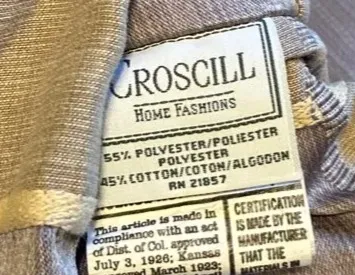 CROSCILL
HOME FASHIONS
55% POLYESTER/POLIESTER
POLYESTER
45% COTTON/COTON/ALGODON
RN 21857
This article is made in
compliance with an act
of Dist. of Col. approved
July 3, 1926; Kansas
March 1923;
CERTIFICATION
IS MADE BY THE
MANUFACTURER
THAT THE